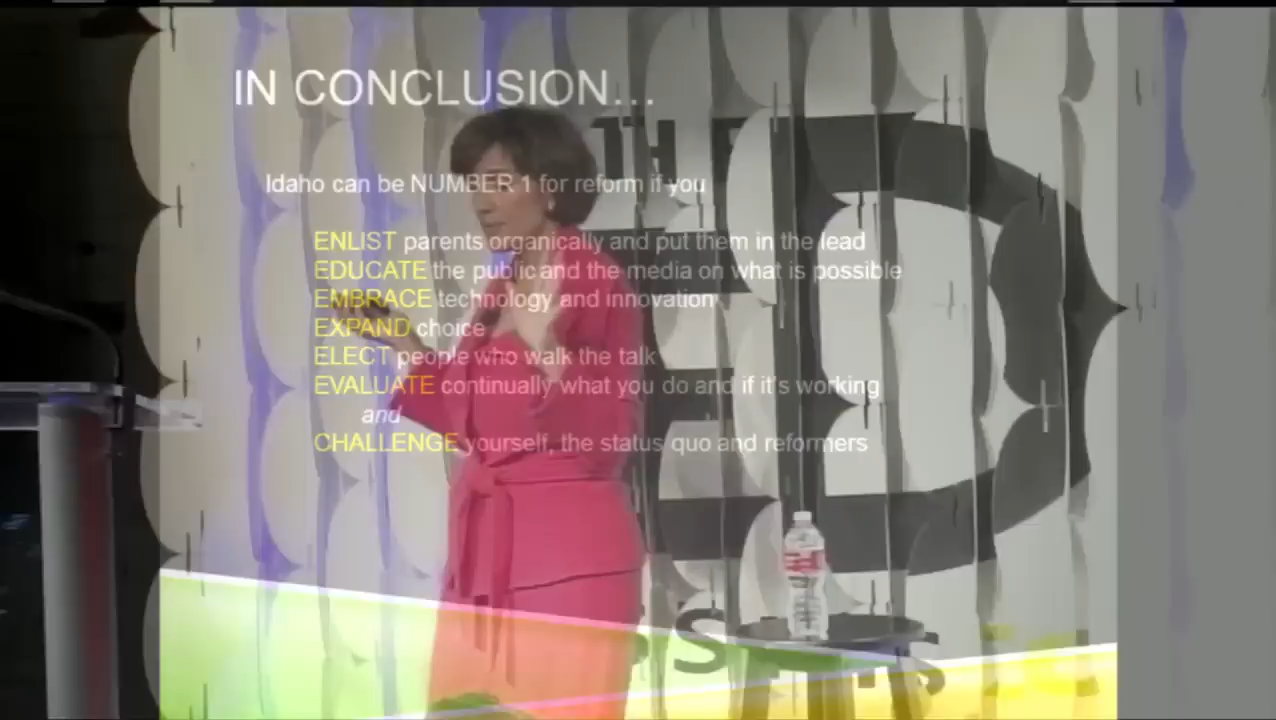 IN CONCLUSION...
Idaho can be NUMBER 1 for reform if you
ENLIST parents organically and put them in the lead
EDUCATE the public and the media on what is possible
EMBRACE technology and innovation
EXPAND choice
ELECT people who walk the talk
EVALUATE continually what you do and if it's working
and
CHALLENGE yourself, the status quo and reformers
TH
ED